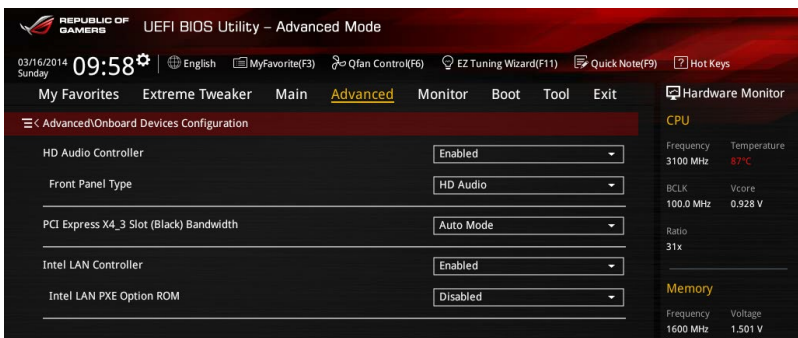 REPUBLIC OF
GAMERS
UEFI BIOS Utility – Advanced Mode
03/16/2014
Sunday
09:58
English
MyFavorite(F3)
Qfan Control(F6)
EZ Tuning Wizard(F11)
Quick Note(F9)
? Hot Keys
My Favorites
Extreme Tweaker
Main
Advanced
Monitor
Boot
Tool
Exit
Advanced\Onboard Devices Configuration
HD Audio Controller
Enabled
Front Panel Type
HD Audio
PCI Express X4_3 Slot (Black) Bandwidth
Auto Mode
Intel LAN Controller
Enabled
Intel LAN PXE Option ROM
Disabled
Hardware Monitor
CPU
Frequency Temperature
3100 MHz 87°C
BCLK Vcore
100.0 MHz 0.928 V
Ratio
31x
Memory
Frequency Voltage
1600 MHz 1.501 V